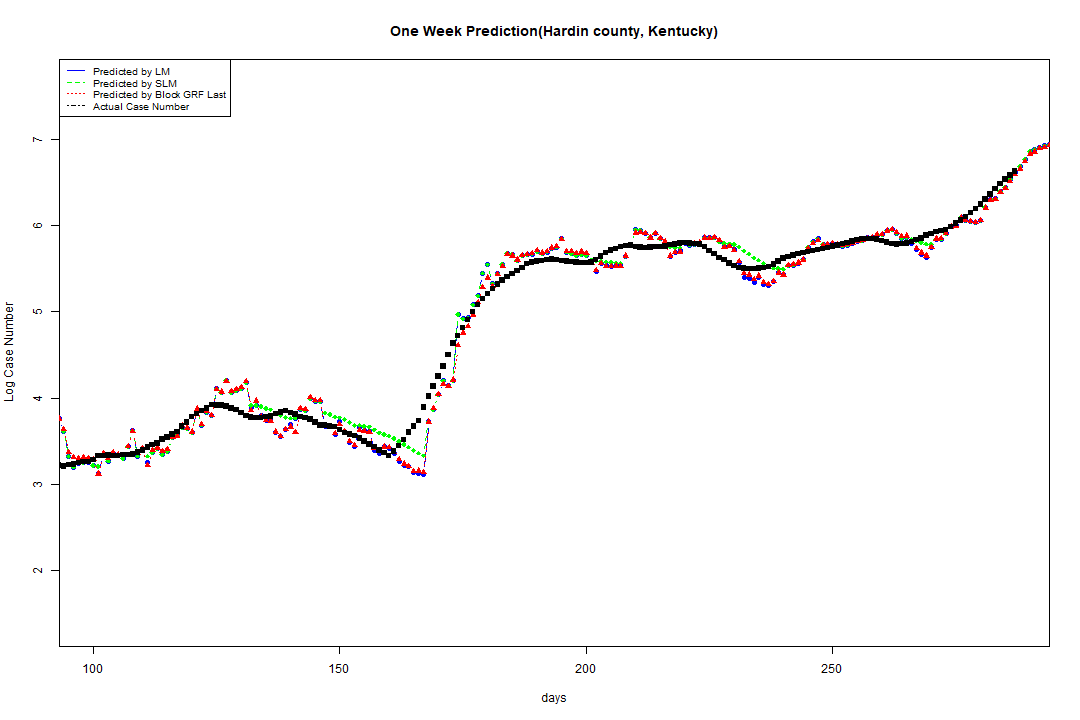 One Week Prediction(Hardin county, Kentucky)
Predicted by LM
Predicted by SLM
Predicted by Block GRF Last
Actual Case Number
7
6
5
4
3
2
Log Case Number
100 150 200 250
days